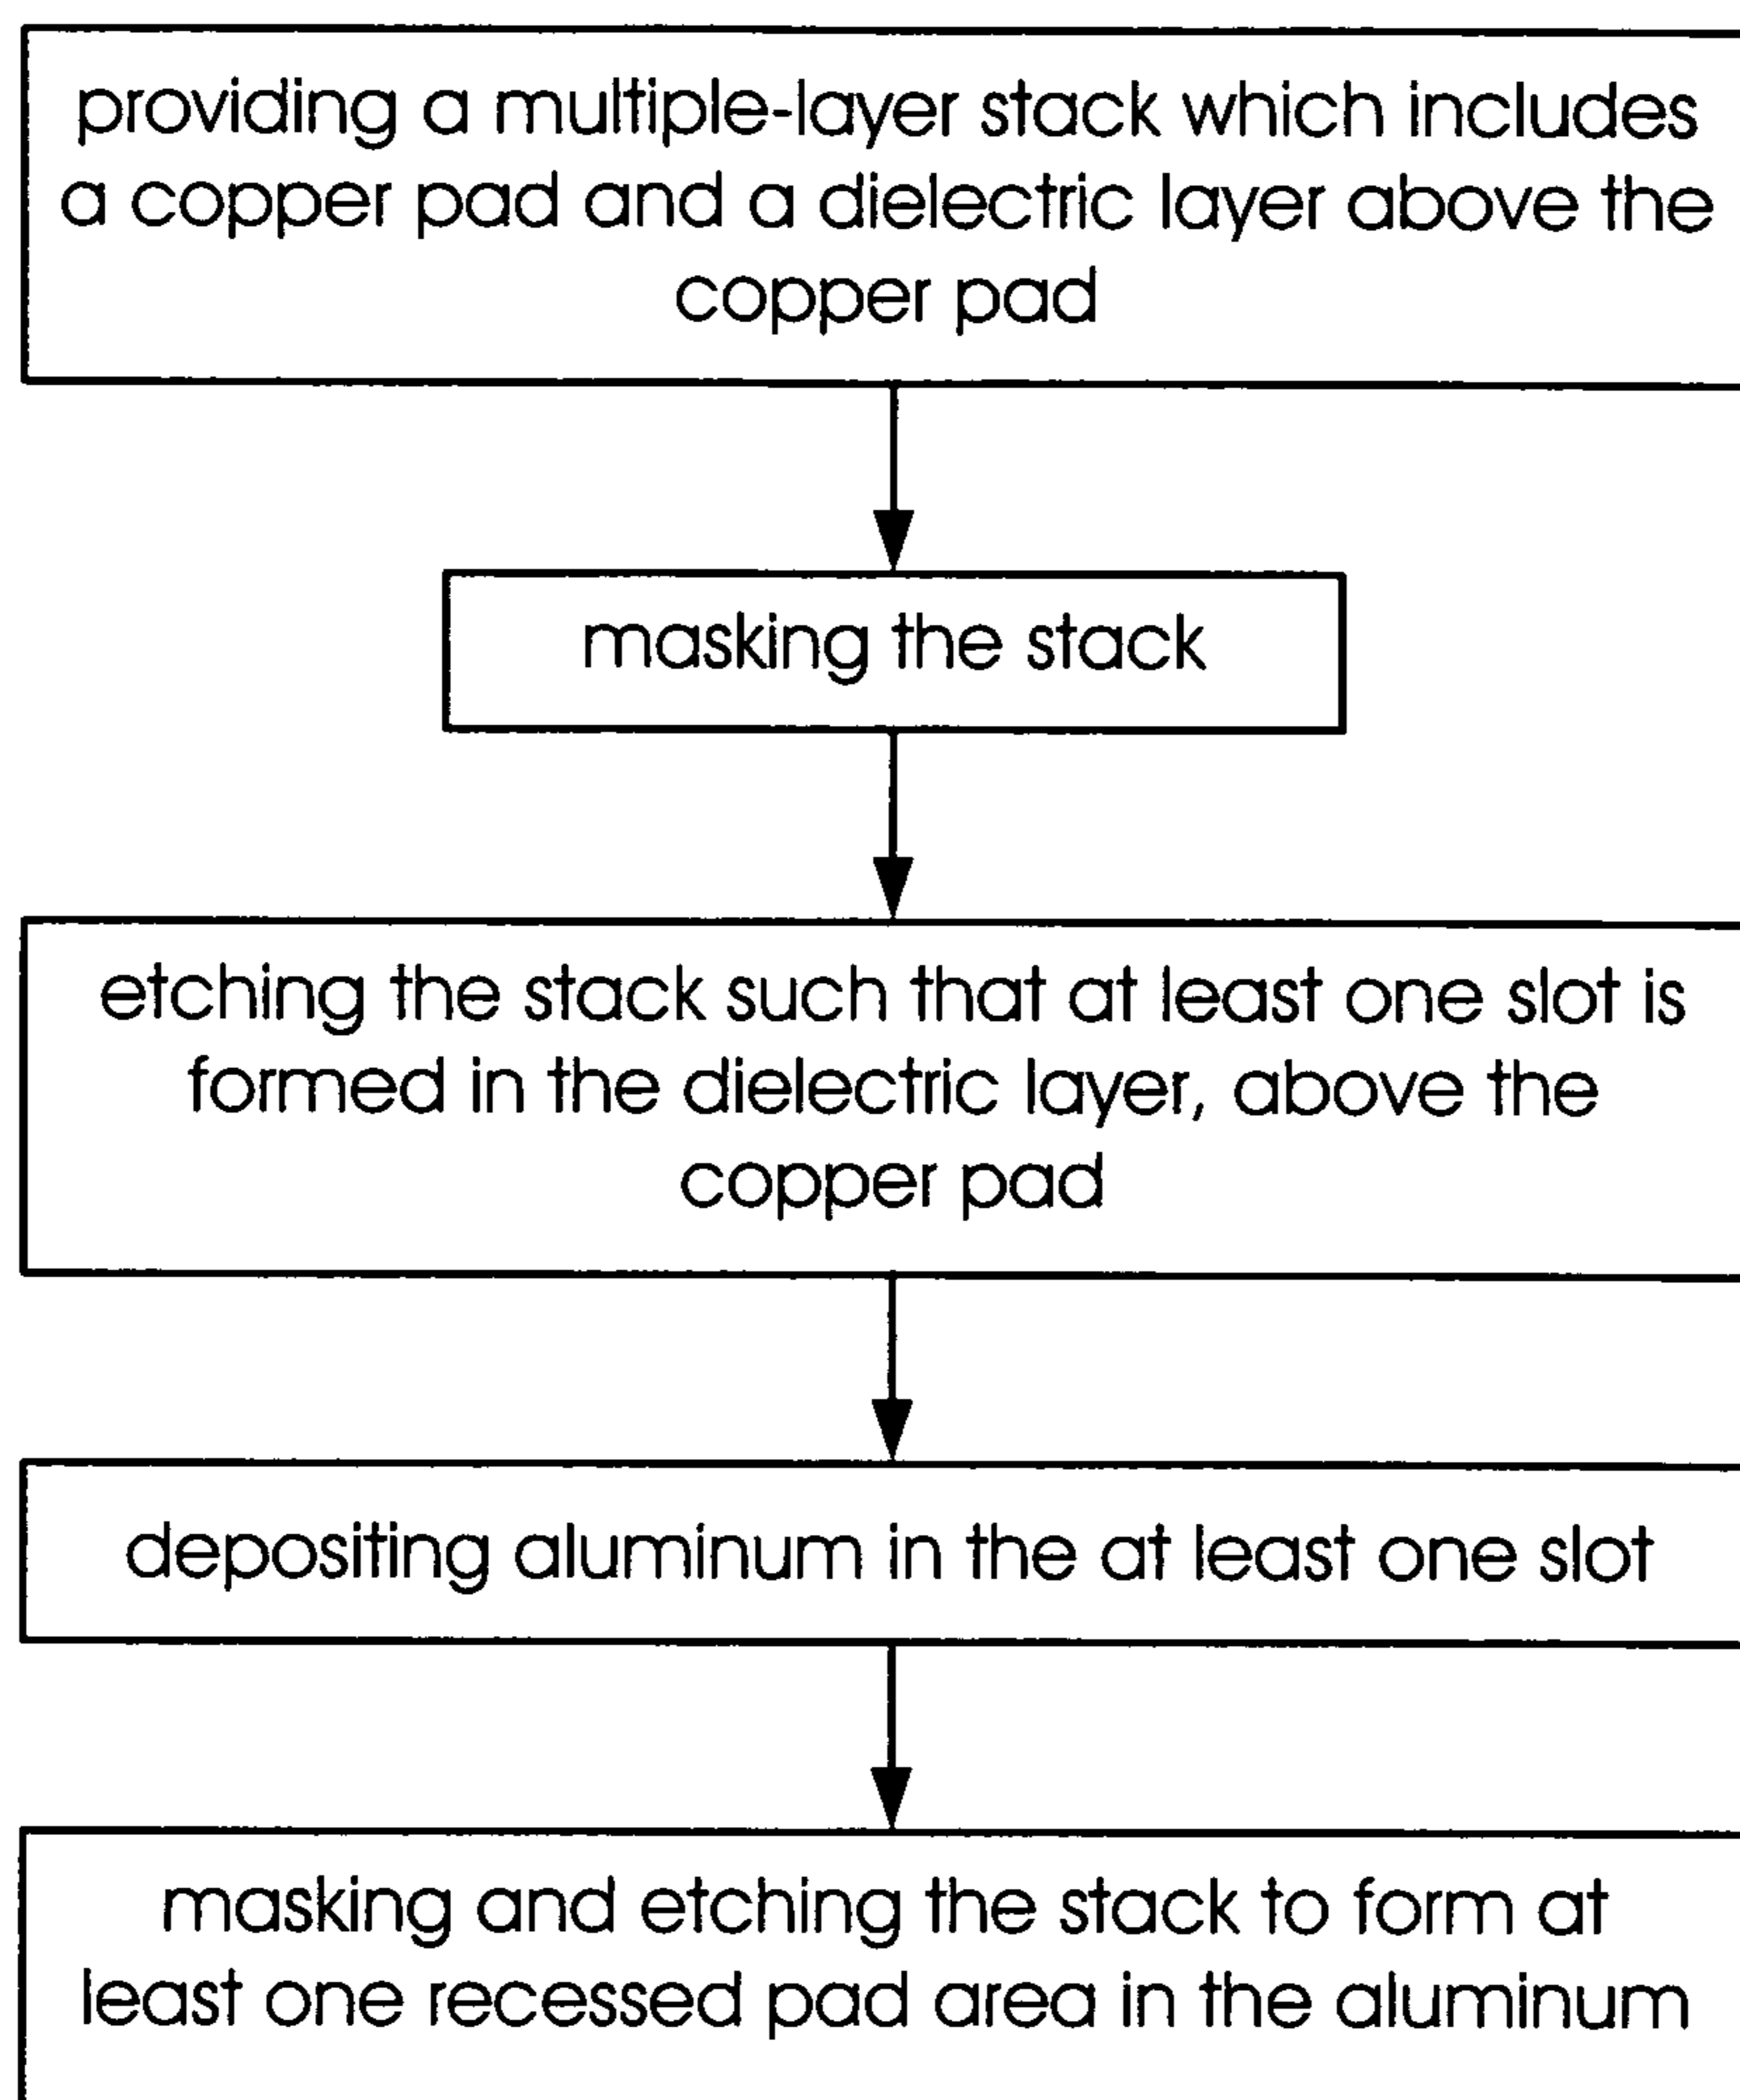 providing a multiple-layer stack which includes
a copper pad and a dielectric layer above the
copper pad
masking the stack
etching the stack such that at least one slot is
formed in the dielectric layer, above the
copper pad
depositing aluminum in the at least one slot
masking and etching the stack to form at
least one recessed pad area in the aluminum